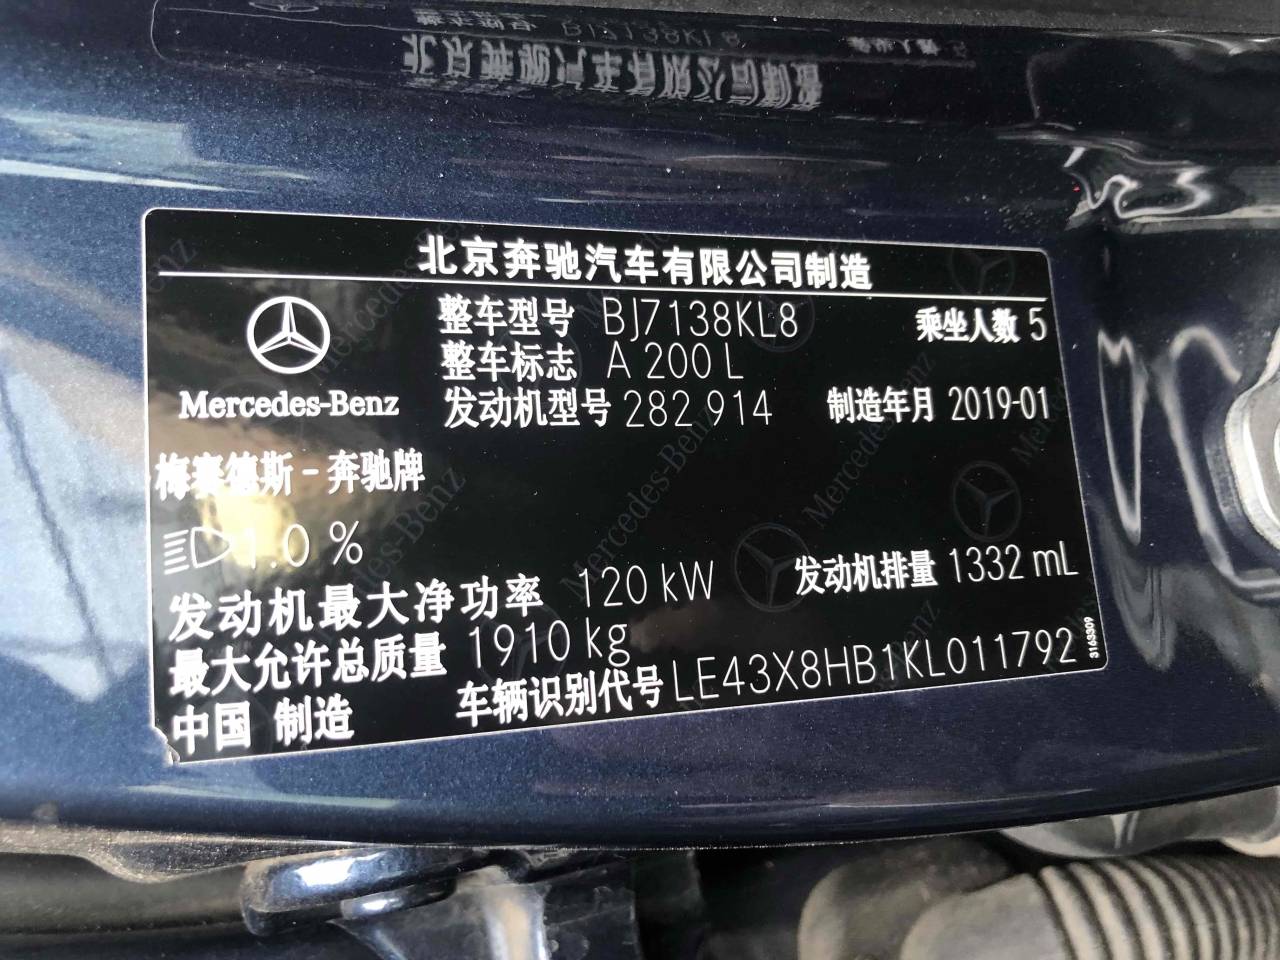 北京奔驰汽车有限公司制造
整车型号 BJ7138KL8 乘坐人数 5
整车标志 A 200 L
发动机型号 282 914 制造年月 2019-01
Mercedes-Benz
梅赛德斯-奔驰牌
1.0 %
发动机最大净功率 120 kW 发动机排量 1332 mL
最大允许总质量 1910 kg
中国 制造 车辆识别代号 LE43X8HB1KL011792
3163309